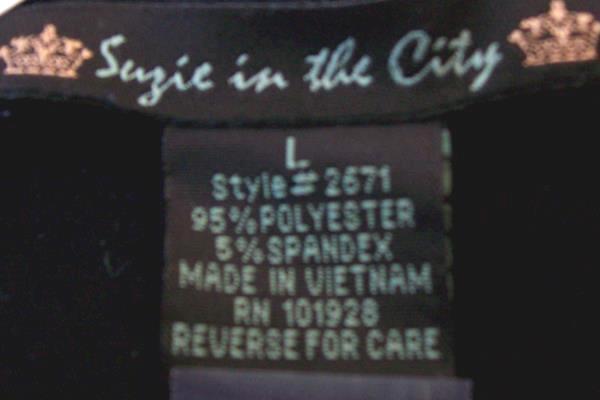 Suzie in the City
L
Style# 2671
95% POLYESTER
5% SPANDEX
MADE IN VIETNAM
RN 101928
REVERSE FOR CARE